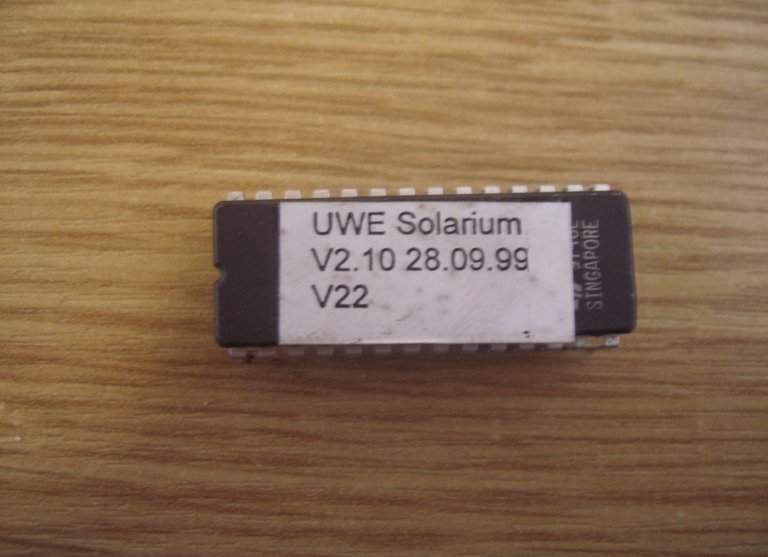 UWE Solarium
V2.10 28.09.99
V22
SINGAPORE